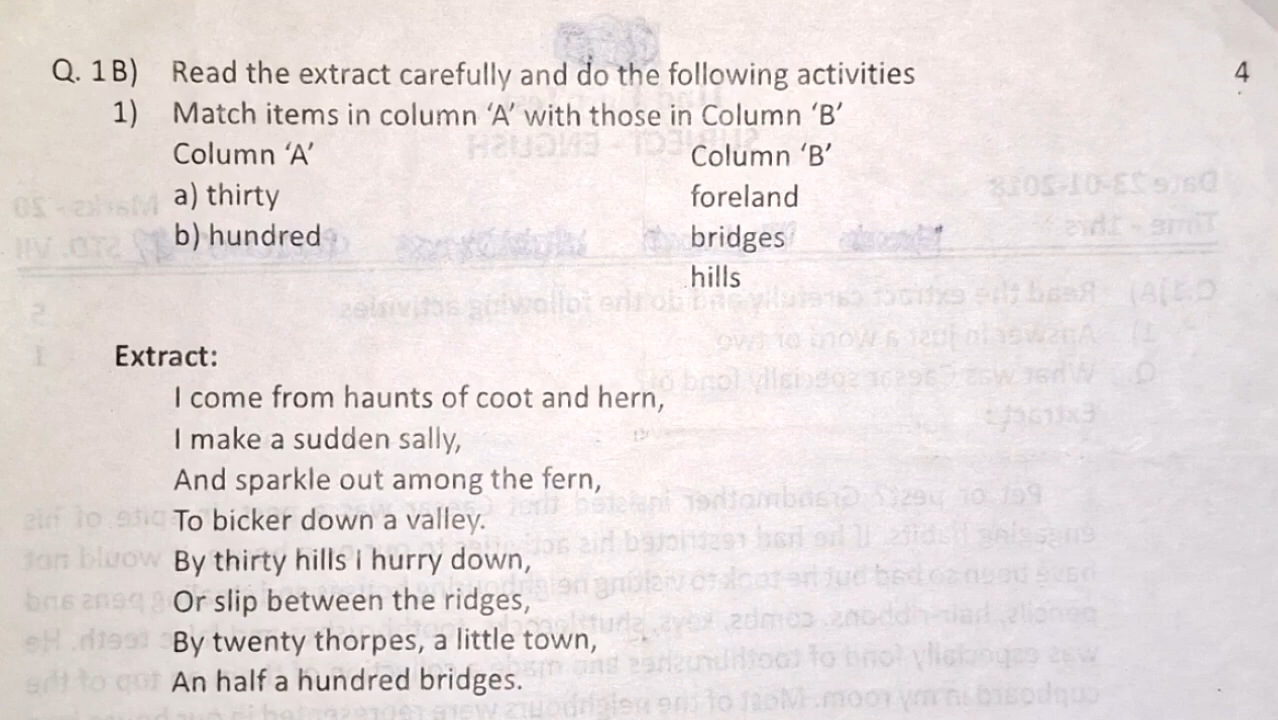 Q. 1B) Read the extract carefully and do the following activities 4
1) Match items in column ‘A’ with those in Column ‘B’
Column ‘A’ Column ‘B’
a) thirty foreland
b) hundred bridges
hills
Extract:
I come from haunts of coot and hern,
I make a sudden sally,
And sparkle out among the fern,
To bicker down a valley.
By thirty hills I hurry down,
Or slip between the ridges,
By twenty thorpes, a little town,
An half a hundred bridges.